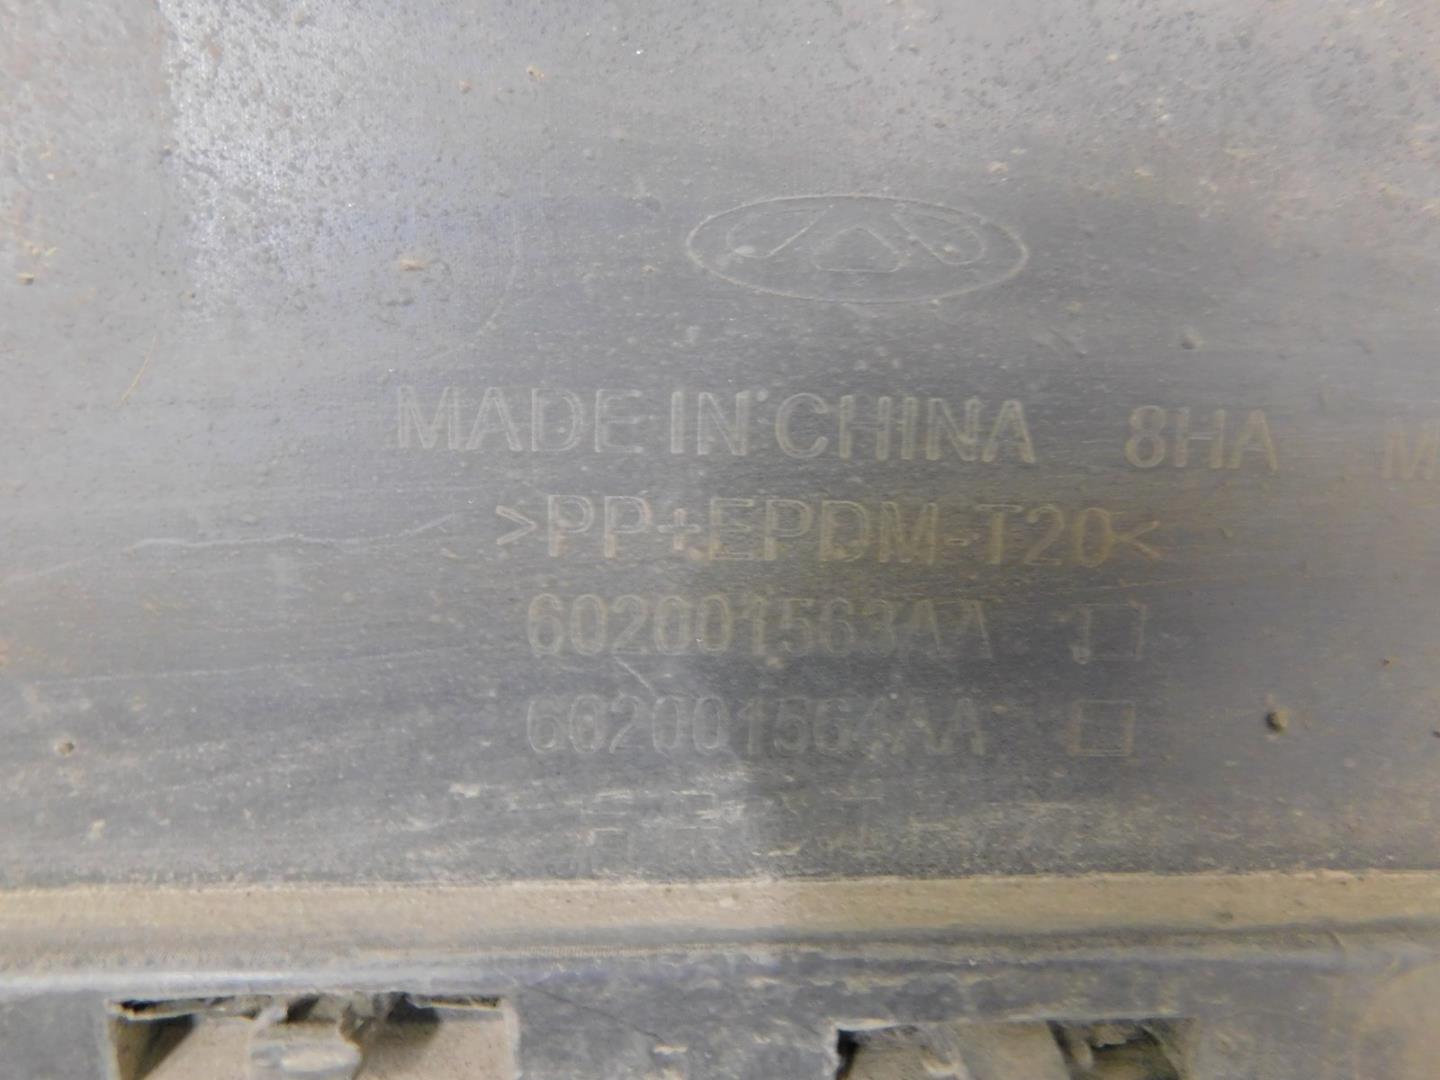 MADE IN CHINA 8HA M
>PP+EPDM-T20<
602001563AA
602001564AA